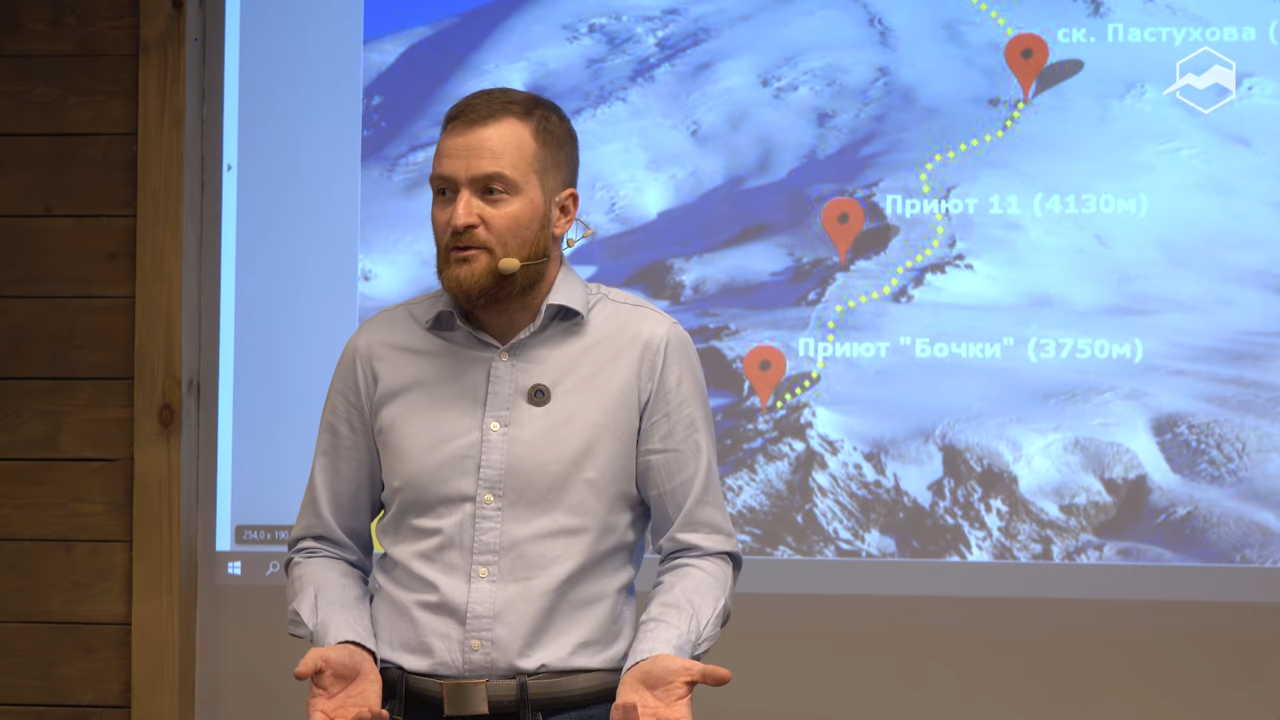 ск. Пастухова (
Приют 11 (4130м)
Приют "Бочки" (3750м)
254,0 x 190